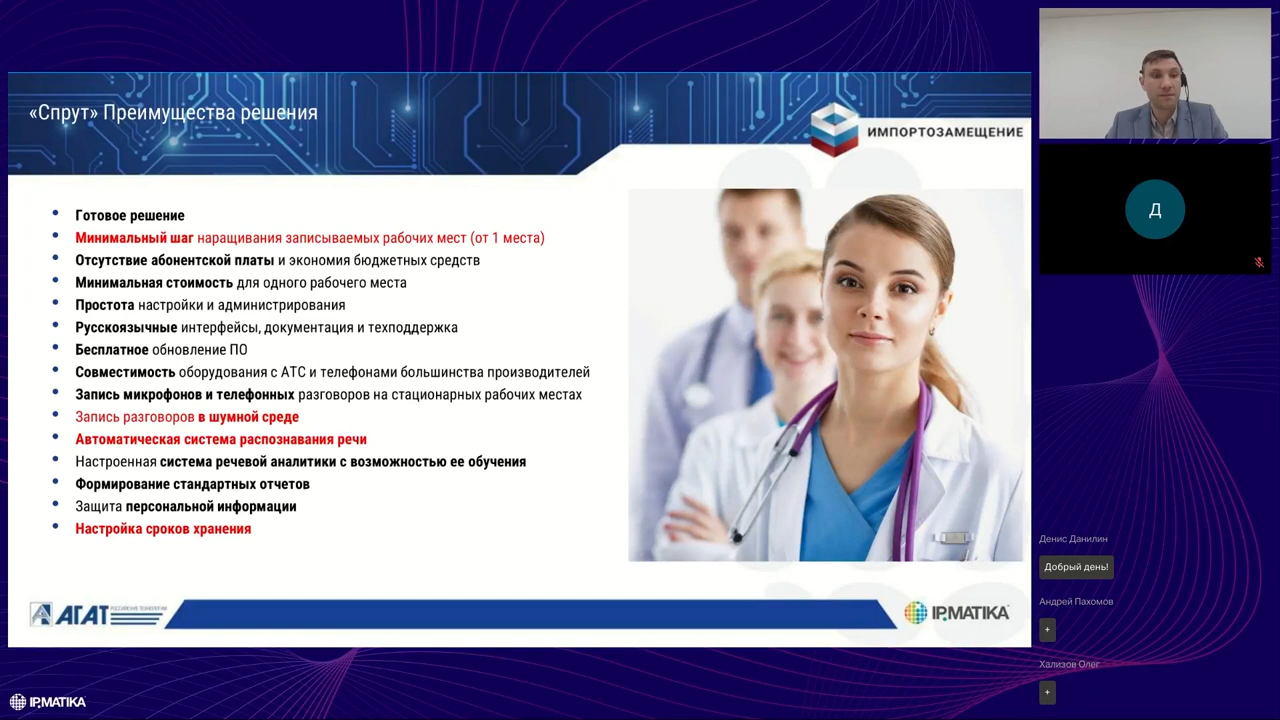 «Спрут» Преимущества решения
ИМПОРТОЗАМЕЩЕНИЕ
Готовое решение
Минимальный шаг наращивания записываемых рабочих мест (от 1 места)
Отсутствие абонентской платы и экономия бюджетных средств
Минимальная стоимость для одного рабочего места
Простота настройки и администрирования
Русскоязычные интерфейсы, документация и техподдержка
Бесплатное обновление ПО
Совместимость оборудования с АТС и телефонами большинства производителей
Запись микрофонов и телефонных разговоров на стационарных рабочих местах
Запись разговоров в шумной среде
Автоматическая система распознавания речи
Настроенная система речевой аналитики с возможностью ее обучения
Формирование стандартных отчетов
Защита персональной информации
Настройка сроков хранения
АГАТ
РОССИЙСКИЕ ТЕХНОЛОГИИ
IPMATIKA
IPMATIKA
Д
Денис Данилин
Добрый день!
Андрей Пахомов
+
Хализов Олег
+